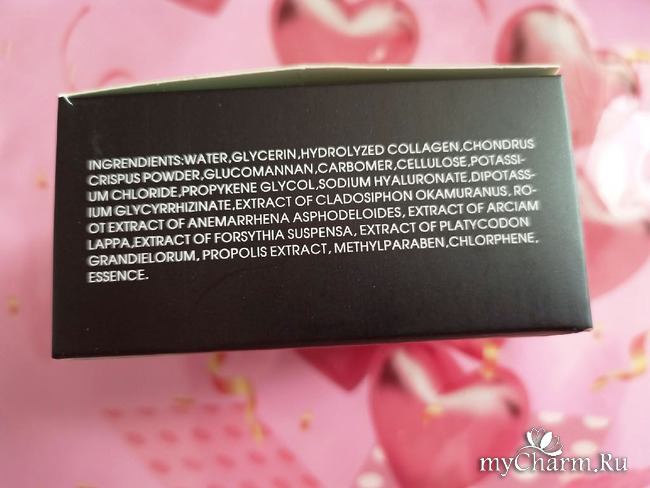 INGRENDIENTS:WATER,GLYCERIN,HYDROLYZED COLLAGEN,CHONDRUS
CRISPUS POWDER,GLUCOMANNAN,CARBOMER,CELLULOSE,POTASSI-
UM CHLORIDE,PROPYKENE GLYCOL,SODIUM HYALURONATE,DIPOTASS-
IUM GLYCYRRHIZINATE,EXTRACT OF CLADOSIPHON OKAMURANUS. RO-
OT EXTRACT OF ANEMARRHENA ASPHODELOIDES, EXTRACT OF ARCIAM
LAPPA,EXTRACT OF FORSYTHIA SUSPENSA, EXTRACT OF PLATYCODON
GRANDIELORUM, PROPOLIS EXTRACT, METHYLPARABEN,CHLORPHENE.
ESSENCE.
myCharm.Ru